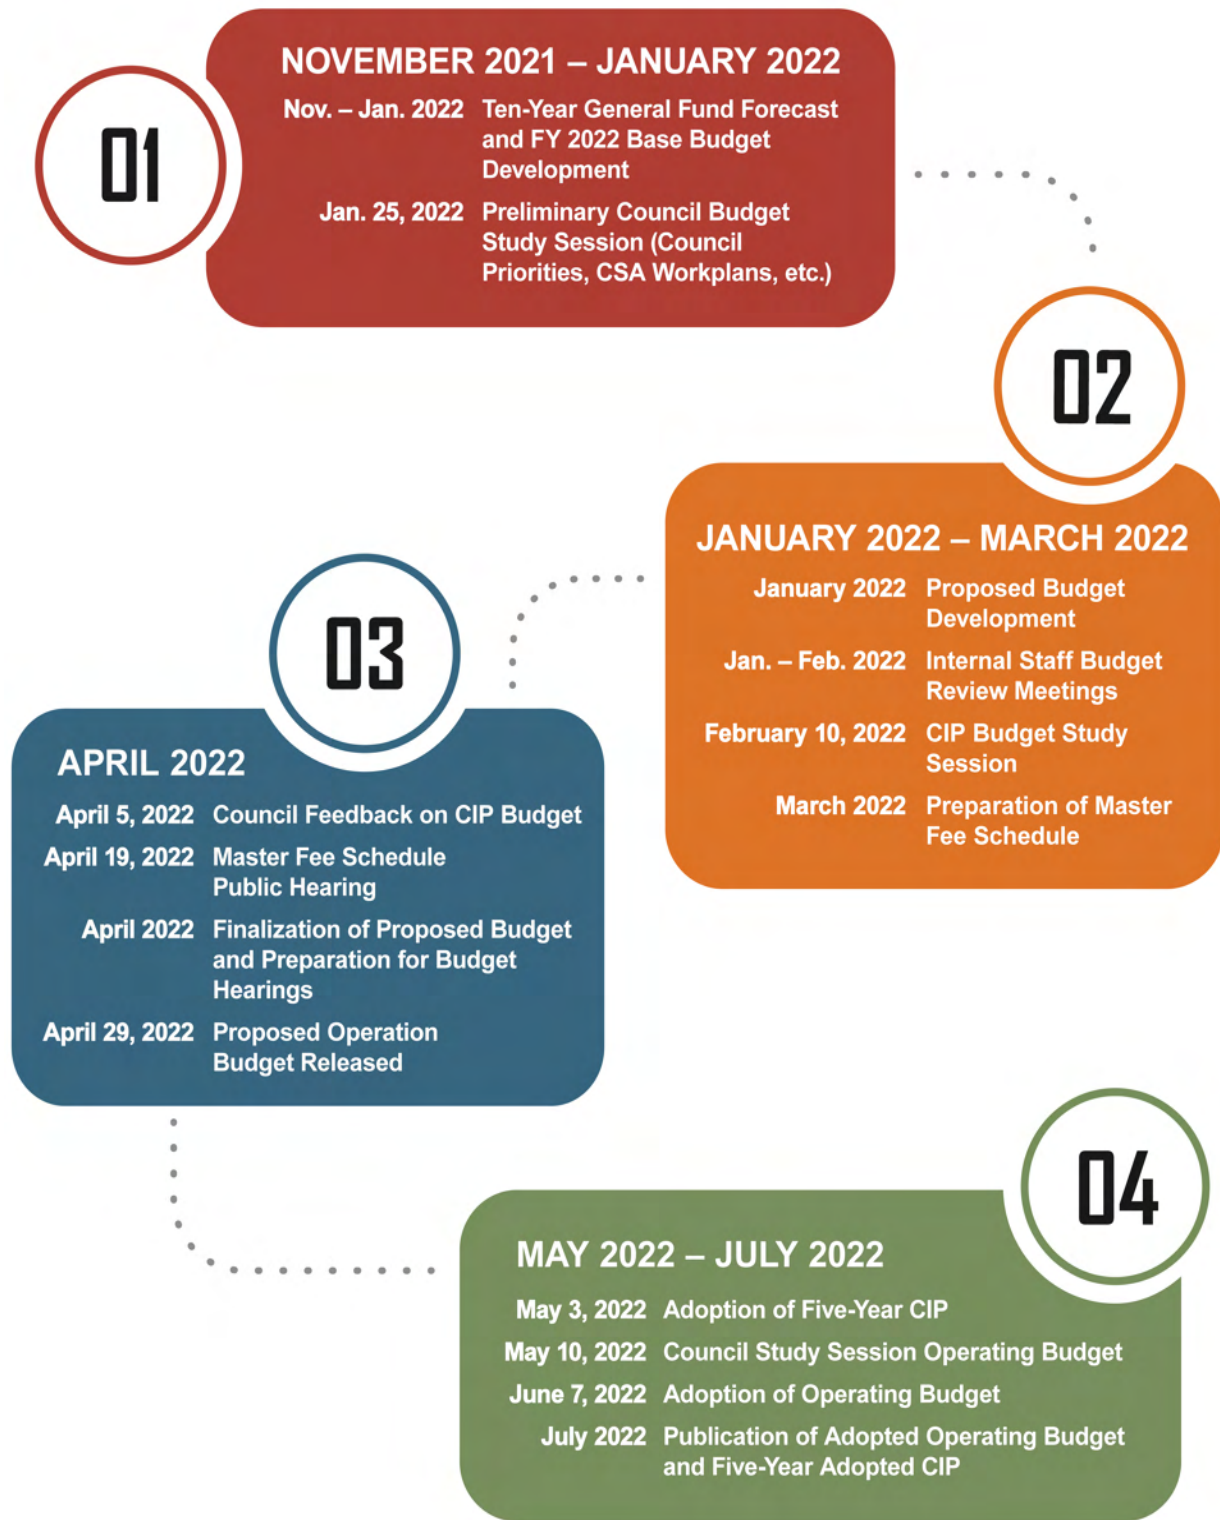 01
NOVEMBER 2021 – JANUARY 2022
Nov. – Jan. 2022 Ten-Year General Fund Forecast
and FY 2022 Base Budget
Development
Jan. 25, 2022 Preliminary Council Budget
Study Session (Council
Priorities, CSA Workplans, etc.)
02
JANUARY 2022 – MARCH 2022
January 2022 Proposed Budget
Development
Jan. – Feb. 2022 Internal Staff Budget
Review Meetings
February 10, 2022 CIP Budget Study
Session
March 2022 Preparation of Master
Fee Schedule
03
APRIL 2022
April 5, 2022 Council Feedback on CIP Budget
April 19, 2022 Master Fee Schedule
Public Hearing
April 2022 Finalization of Proposed Budget
and Preparation for Budget
Hearings
April 29, 2022 Proposed Operation
Budget Released
04
MAY 2022 – JULY 2022
May 3, 2022 Adoption of Five-Year CIP
May 10, 2022 Council Study Session Operating Budget
June 7, 2022 Adoption of Operating Budget
July 2022 Publication of Adopted Operating Budget
and Five-Year Adopted CIP